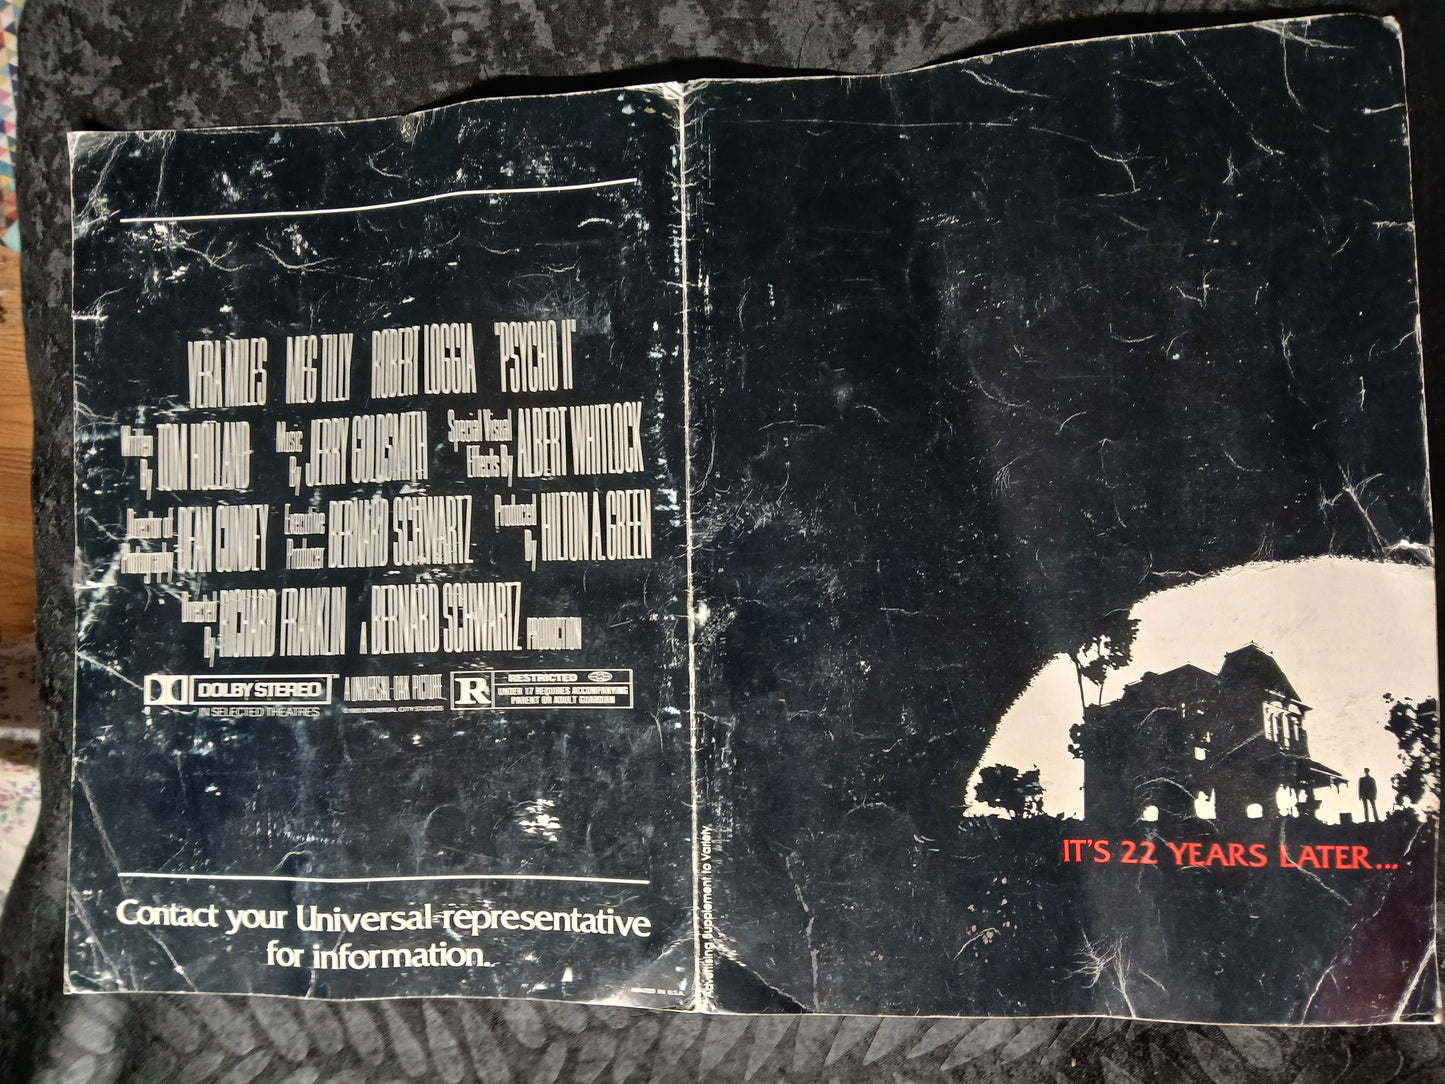 VERA MILES MEG TILLY ROBERT LOGGIA "PSYCHO II"
Written By TOM HOLLAND Music By JERRY GOLDSMITH Special Visual Effects By ALBERT WHITLOCK
Director of Photography DEAN CUNDEY Executive Producer BERNARD SCHWARTZ Produced By HILTON A. GREEN
Directed By RICHARD FRANKLIN A BERNARD SCHWARTZ PRODUCTION
DOLBY STEREO
IN SELECTED THEATRES
A UNIVERSAL-OAK PICTURE
R RESTRICTED
UNDER 17 REQUIRES ACCOMPANYING
PARENT OR ADULT GUARDIAN
Contact your Universal representative
for information.
PRINTED IN U.S.A.
Advertising Supplement to Variety
IT'S 22 YEARS LATER...